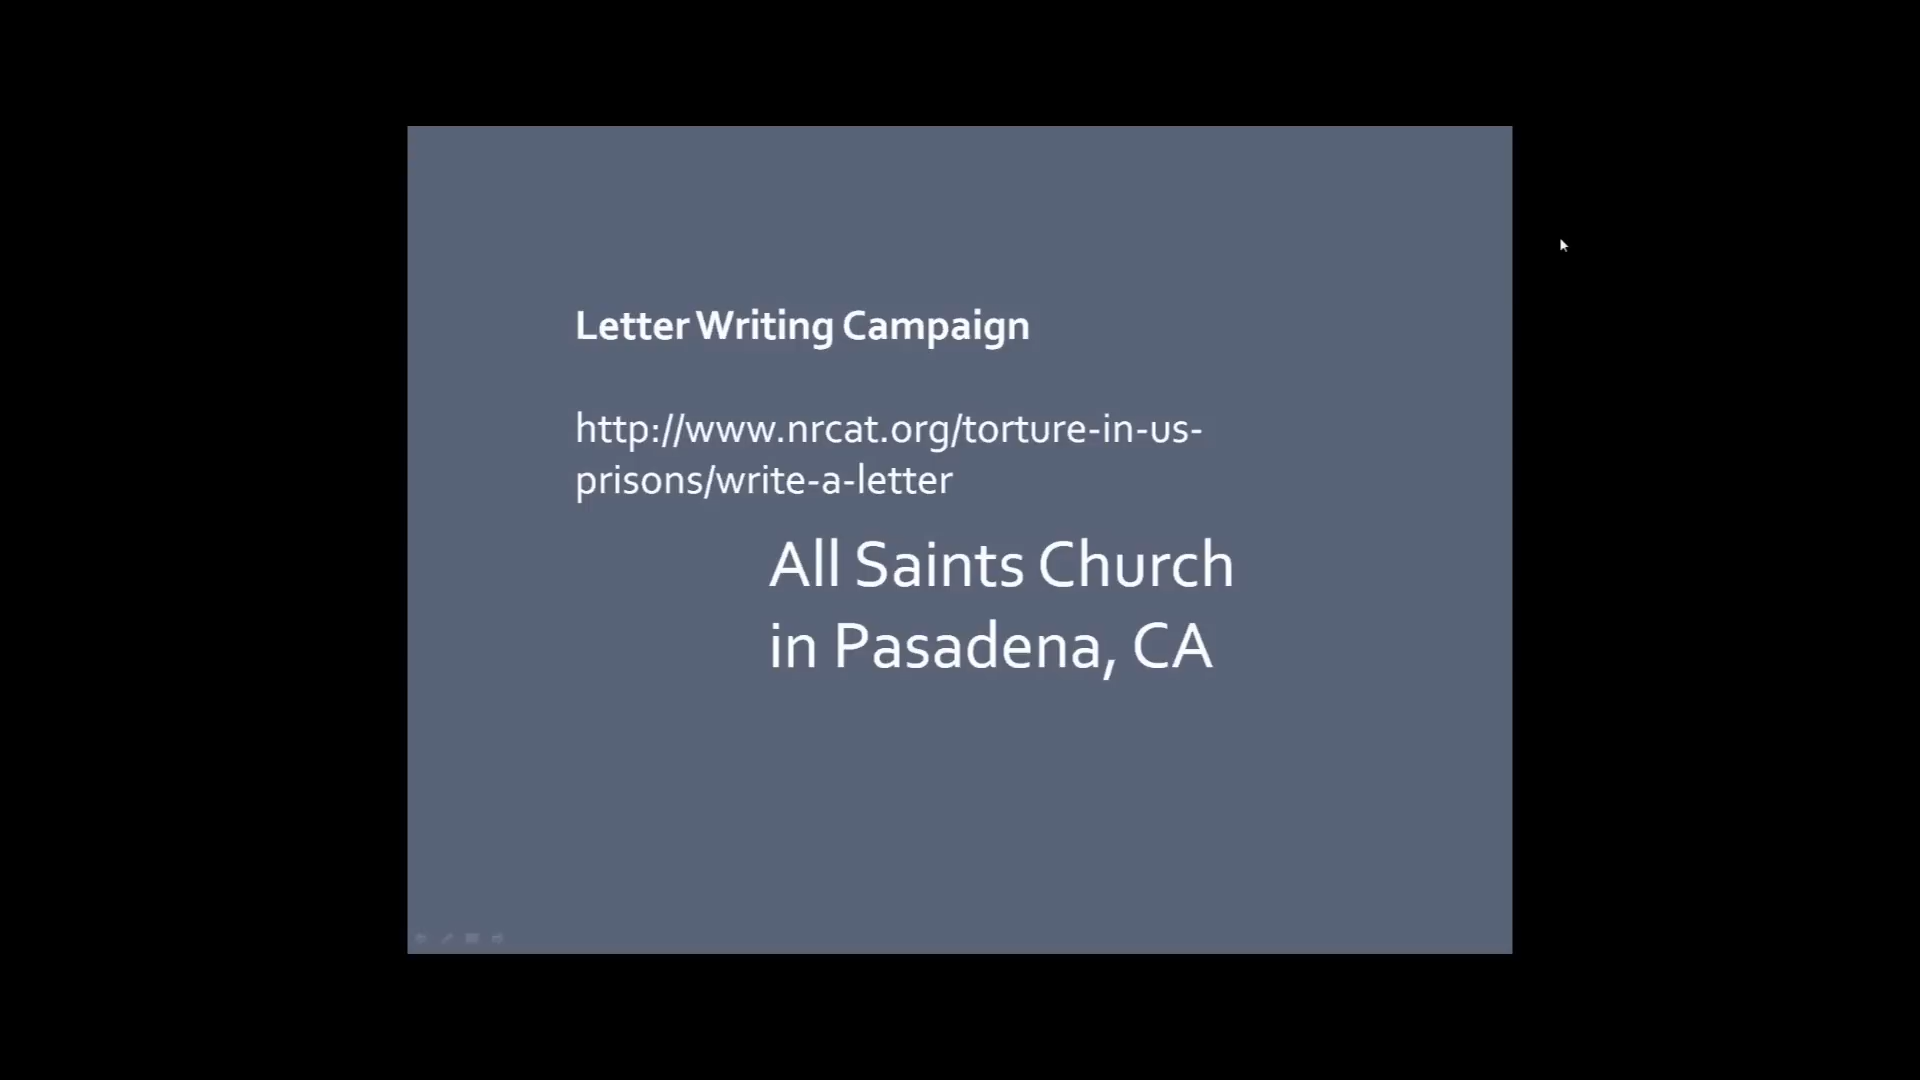 Letter Writing Campaign
http://www.nrcat.org/torture-in-us-
prisons/write-a-letter
All Saints Church
in Pasadena, CA